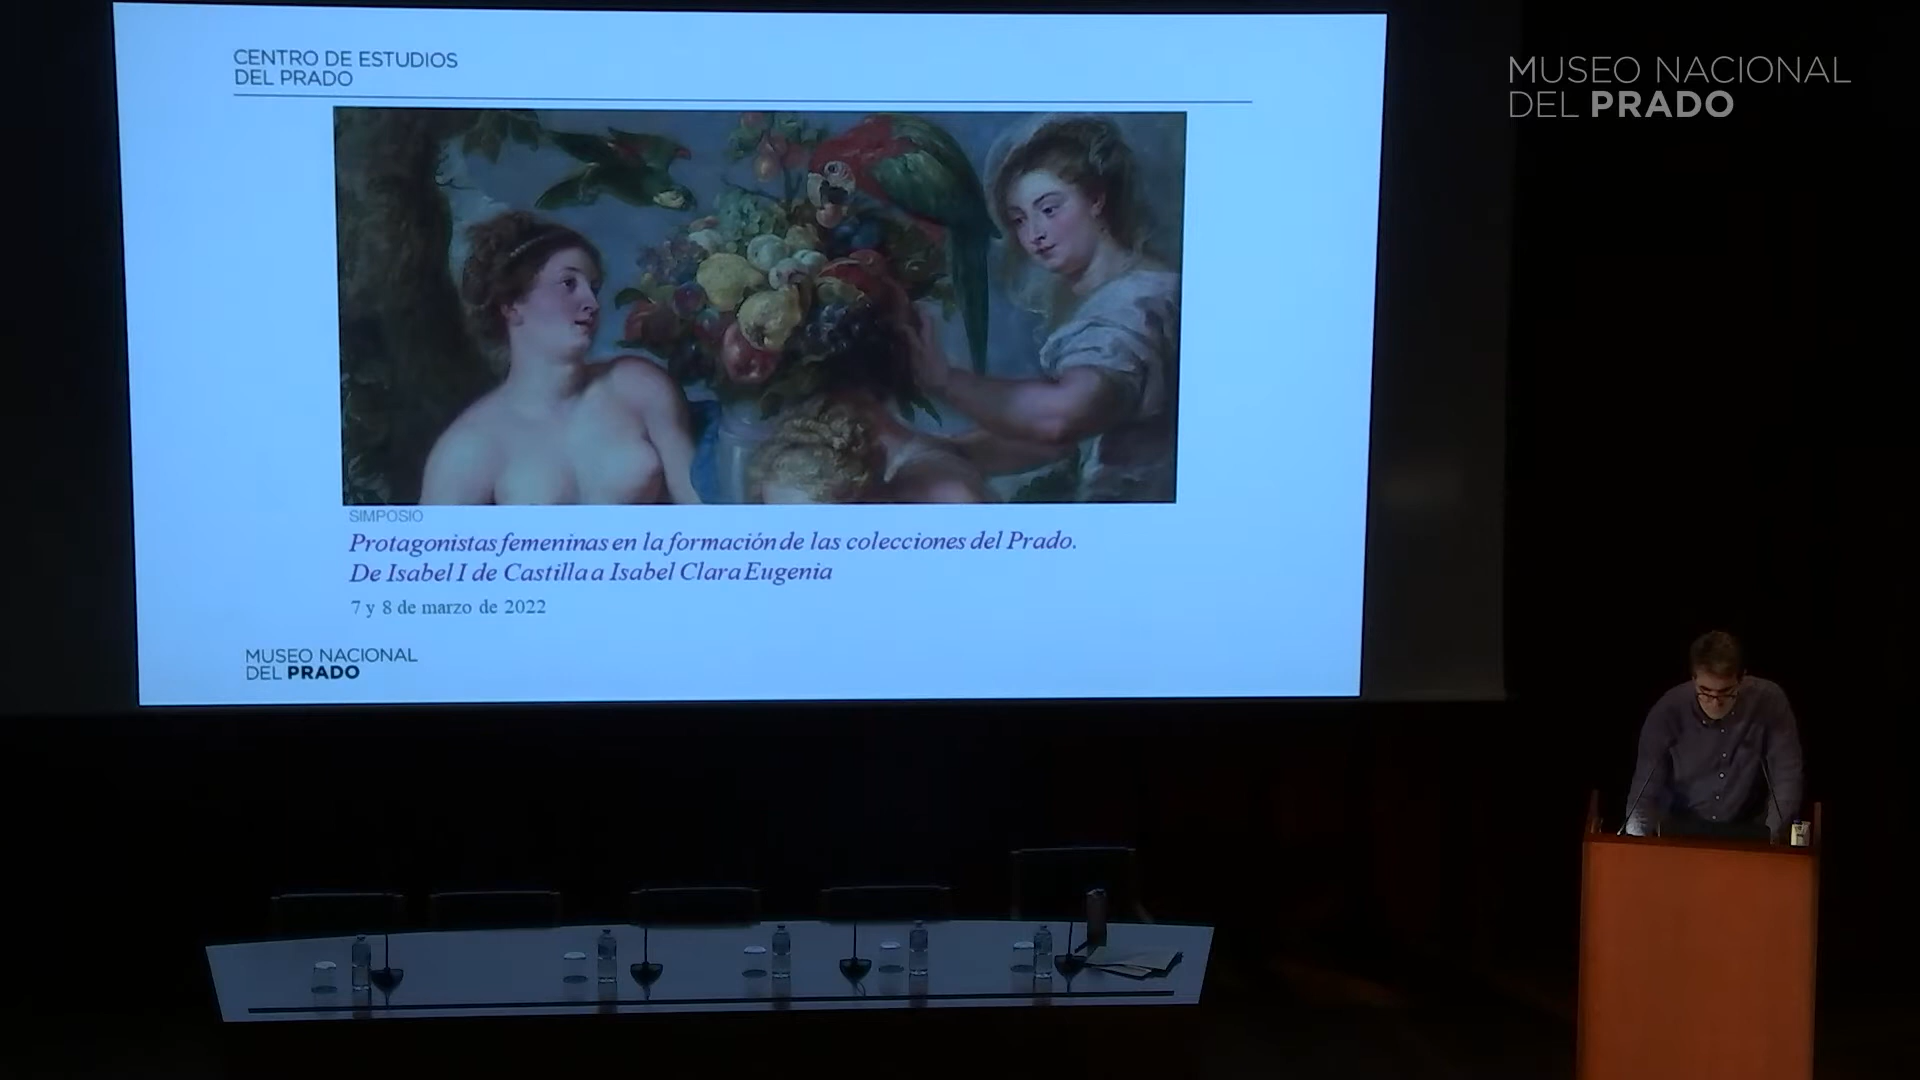 CENTRO DE ESTUDIOS
DEL PRADO
MUSEO NACIONAL
DEL PRADO
SIMPOSIO
Protagonistas femeninas en la formación de las colecciones del Prado.
De Isabel I de Castilla a Isabel Clara Eugenia
7 y 8 de marzo de 2022
MUSEO NACIONAL
DEL PRADO